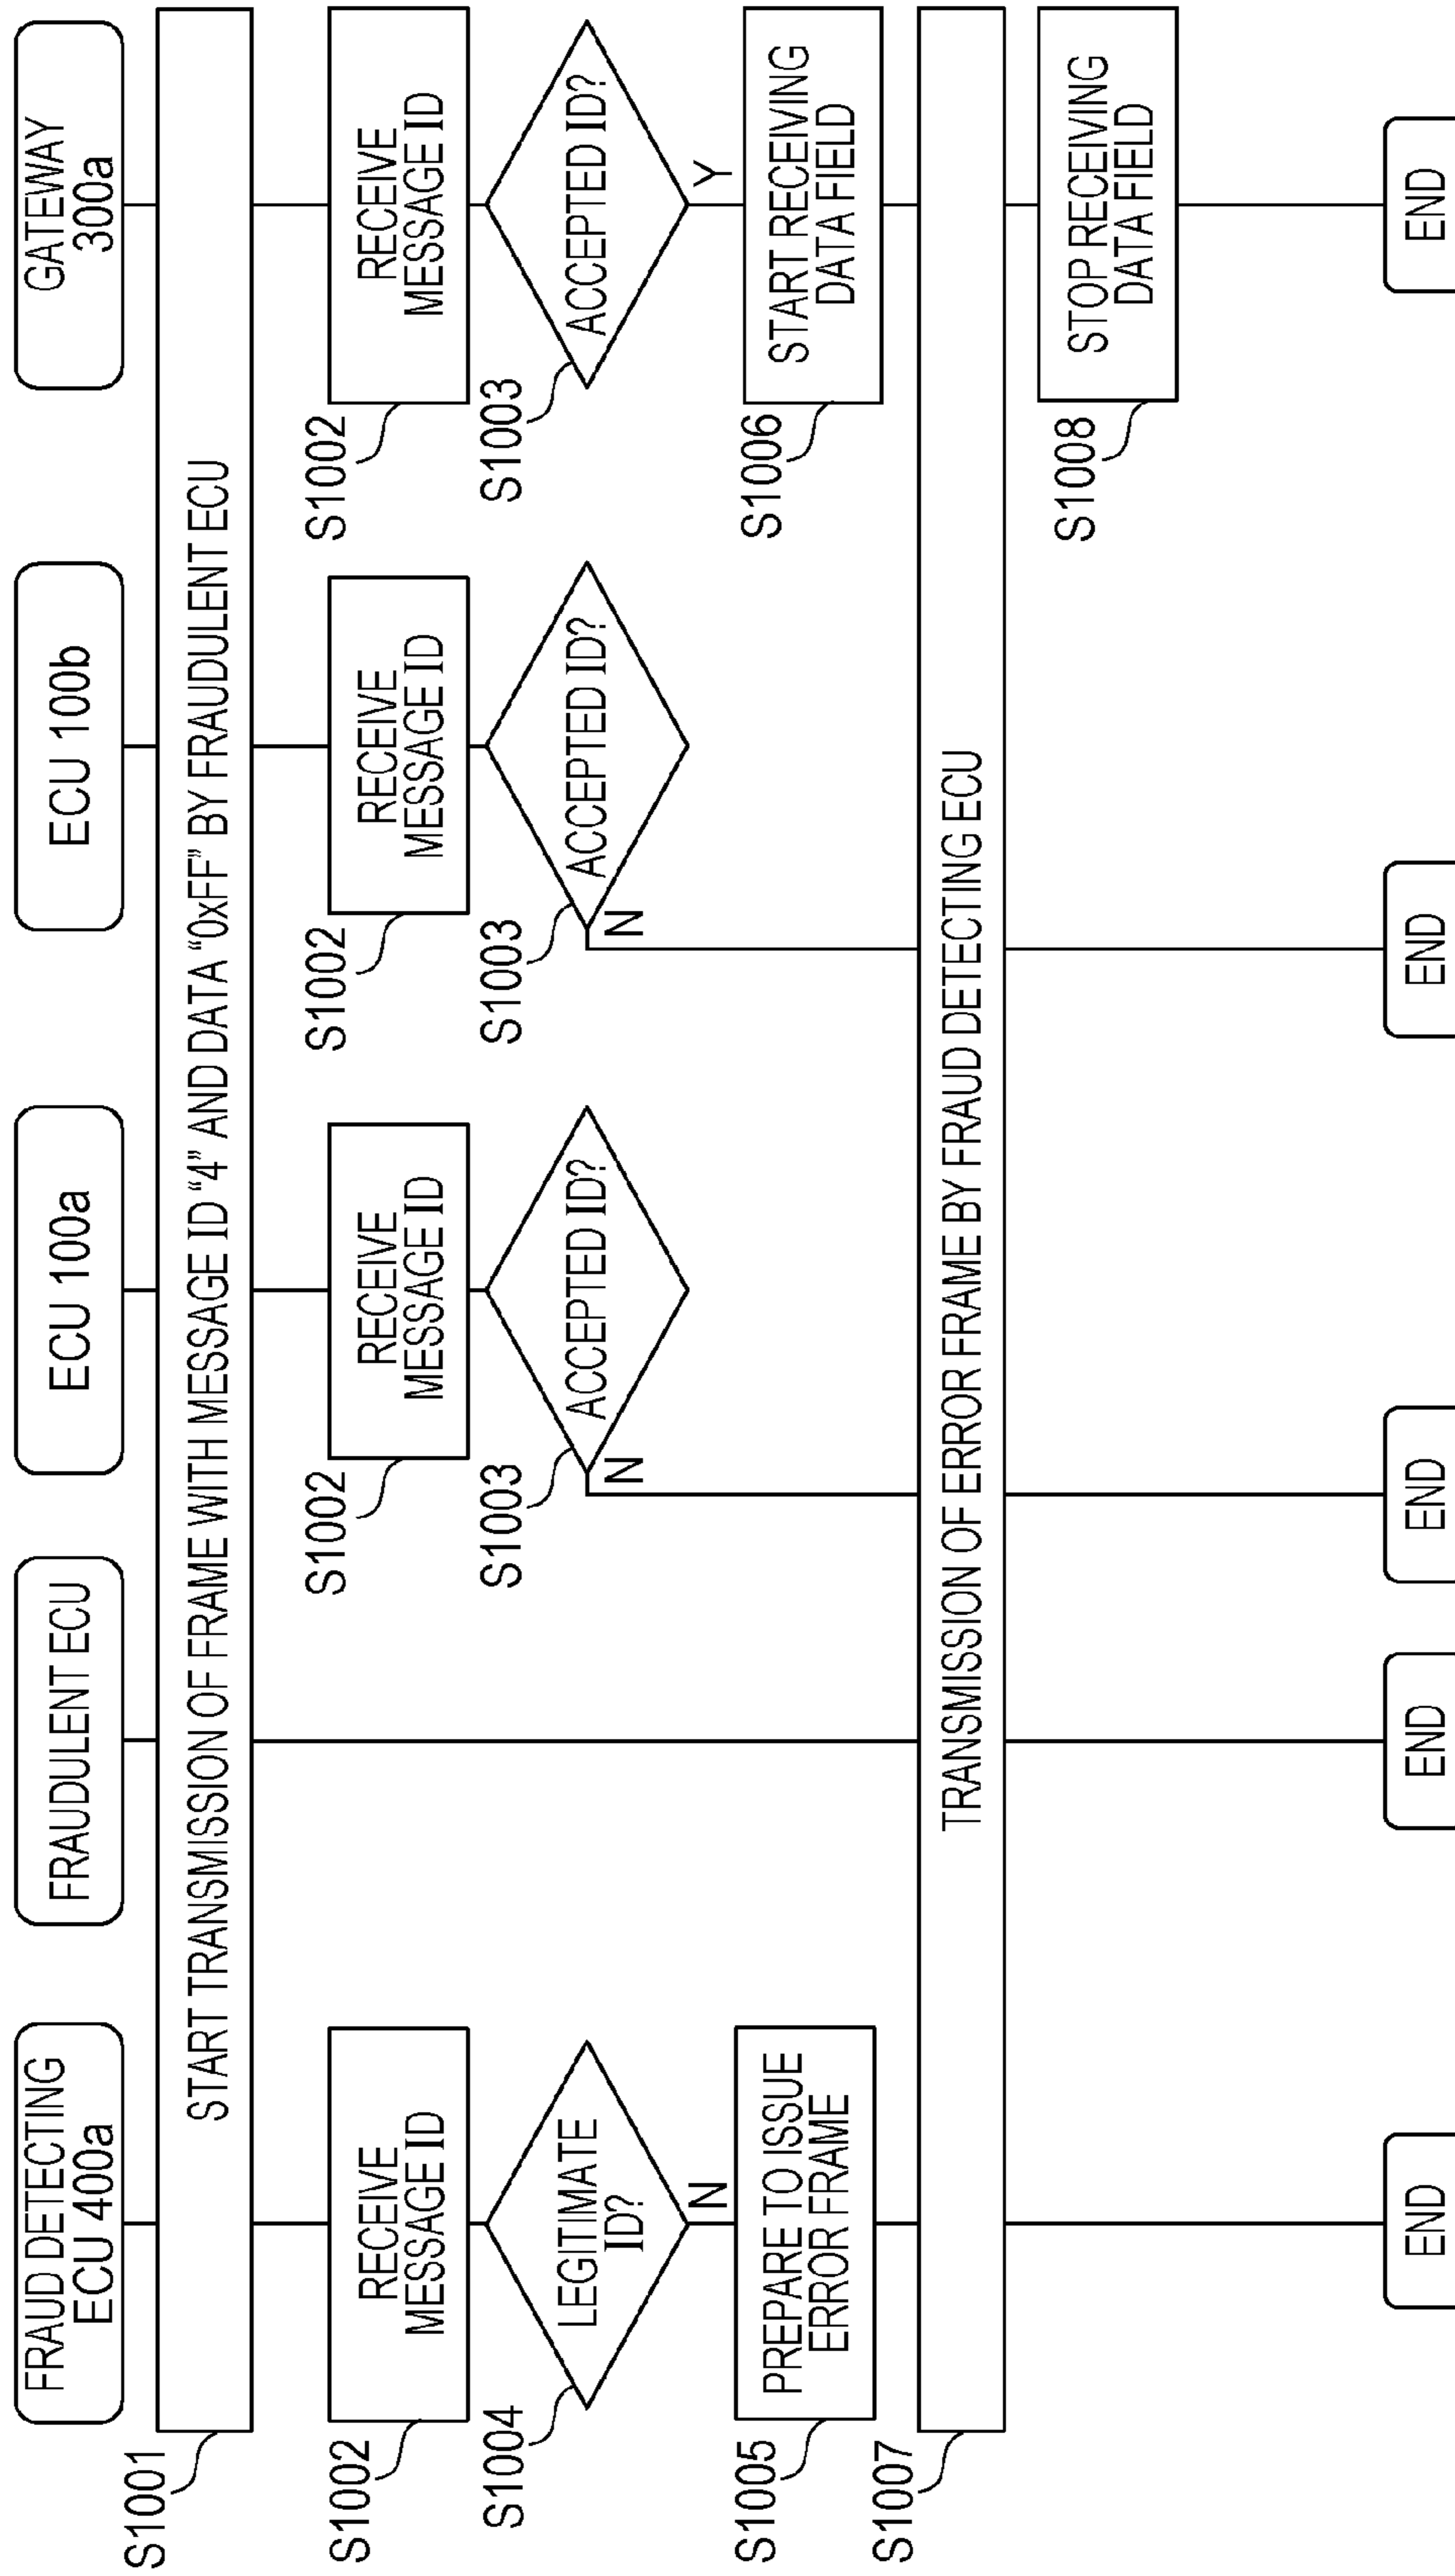 FRAUD DETECTING
ECU 400a
FRAUDULENT ECU
ECU 100a
ECU 100b
GATEWAY
300a
S1001
START TRANSMISSION OF FRAME WITH MESSAGE ID “4” AND DATA “0xFF” BY FRAUDULENT ECU
S1002
RECEIVE
MESSAGE ID
S1002
RECEIVE
MESSAGE ID
S1002
RECEIVE
MESSAGE ID
S1002
RECEIVE
MESSAGE ID
S1004
LEGITIMATE
ID?
N
S1003
ACCEPTED ID?
N
S1003
ACCEPTED ID?
N
S1003
ACCEPTED ID?
Y
S1005
PREPARE TO ISSUE
ERROR FRAME
S1006
START RECEIVING
DATA FIELD
S1007
TRANSMISSION OF ERROR FRAME BY FRAUD DETECTING ECU
S1008
STOP RECEIVING
DATA FIELD
END
END
END
END
END